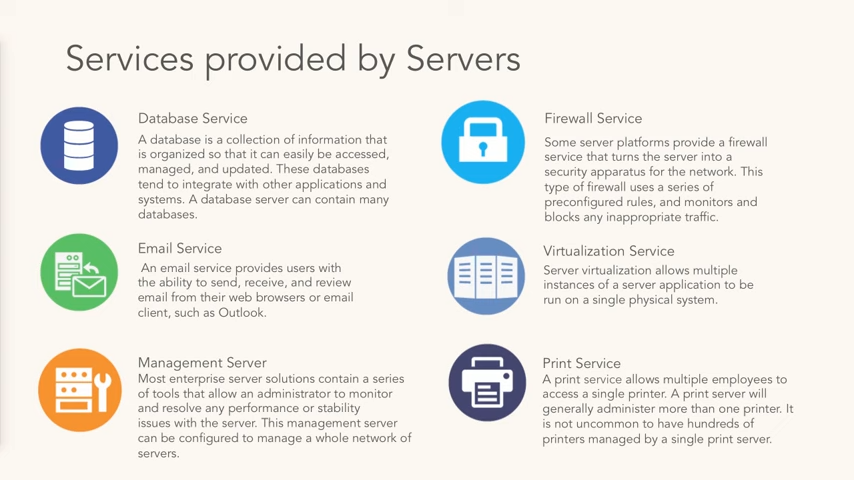 Services provided by Servers
Database Service
A database is a collection of information that
is organized so that it can easily be accessed,
managed, and updated. These databases
tend to integrate with other applications and
systems. A database server can contain many
databases.
Email Service
An email service provides users with
the ability to send, receive, and review
email from their web browsers or email
client, such as Outlook.
Management Server
Most enterprise server solutions contain a series
of tools that allow an administrator to monitor
and resolve any performance or stability
issues with the server. This management server
can be configured to manage a whole network of
servers.
Firewall Service
Some server platforms provide a firewall
service that turns the server into a
security apparatus for the network. This
type of firewall uses a series of
preconfigured rules, and monitors and
blocks any inappropriate traffic.
Virtualization Service
Server virtualization allows multiple
instances of a server application to be
run on a single physical system.
Print Service
A print service allows multiple employees to
access a single printer. A print server will
generally administer more than one printer. It
is not uncommon to have hundreds of
printers managed by a single print server.